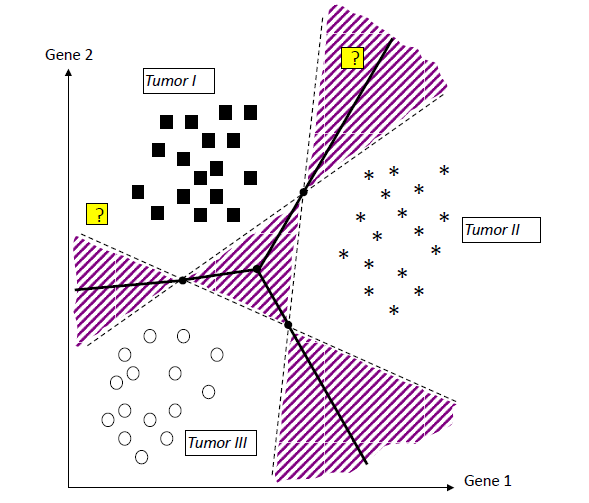 Gene 2
Tumor I
?
?
Tumor II
Tumor III
Gene 1